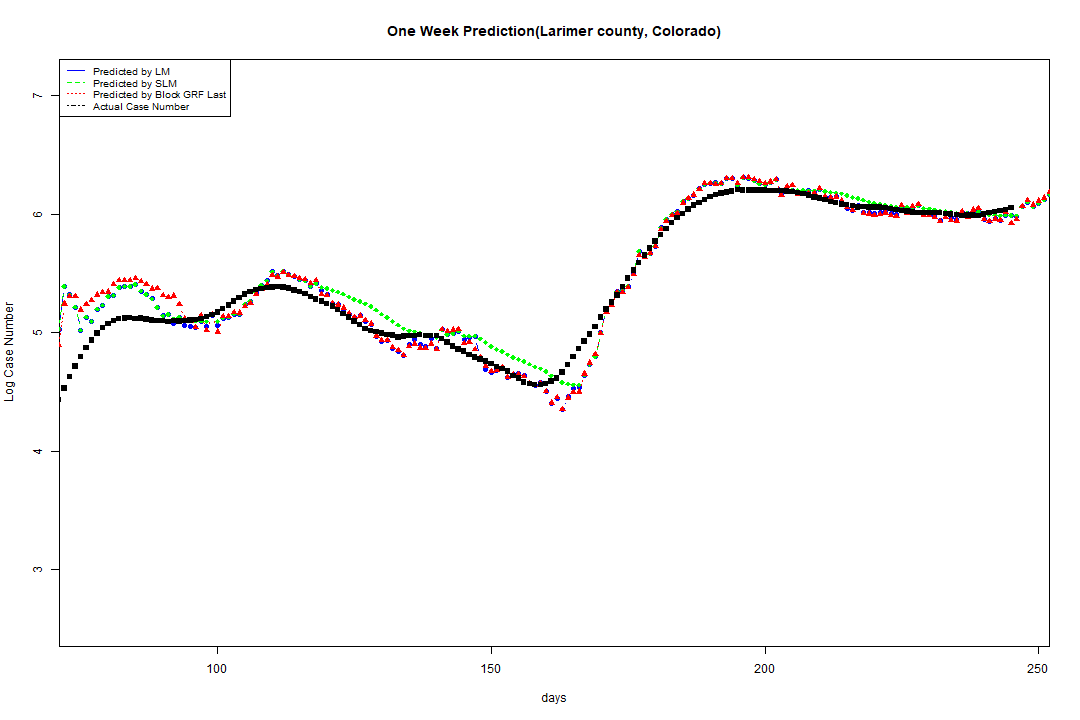 One Week Prediction(Larimer county, Colorado)
Predicted by LM
Predicted by SLM
Predicted by Block GRF Last
Actual Case Number
7
6
5
4
3
Log Case Number
100 150 200 250
days